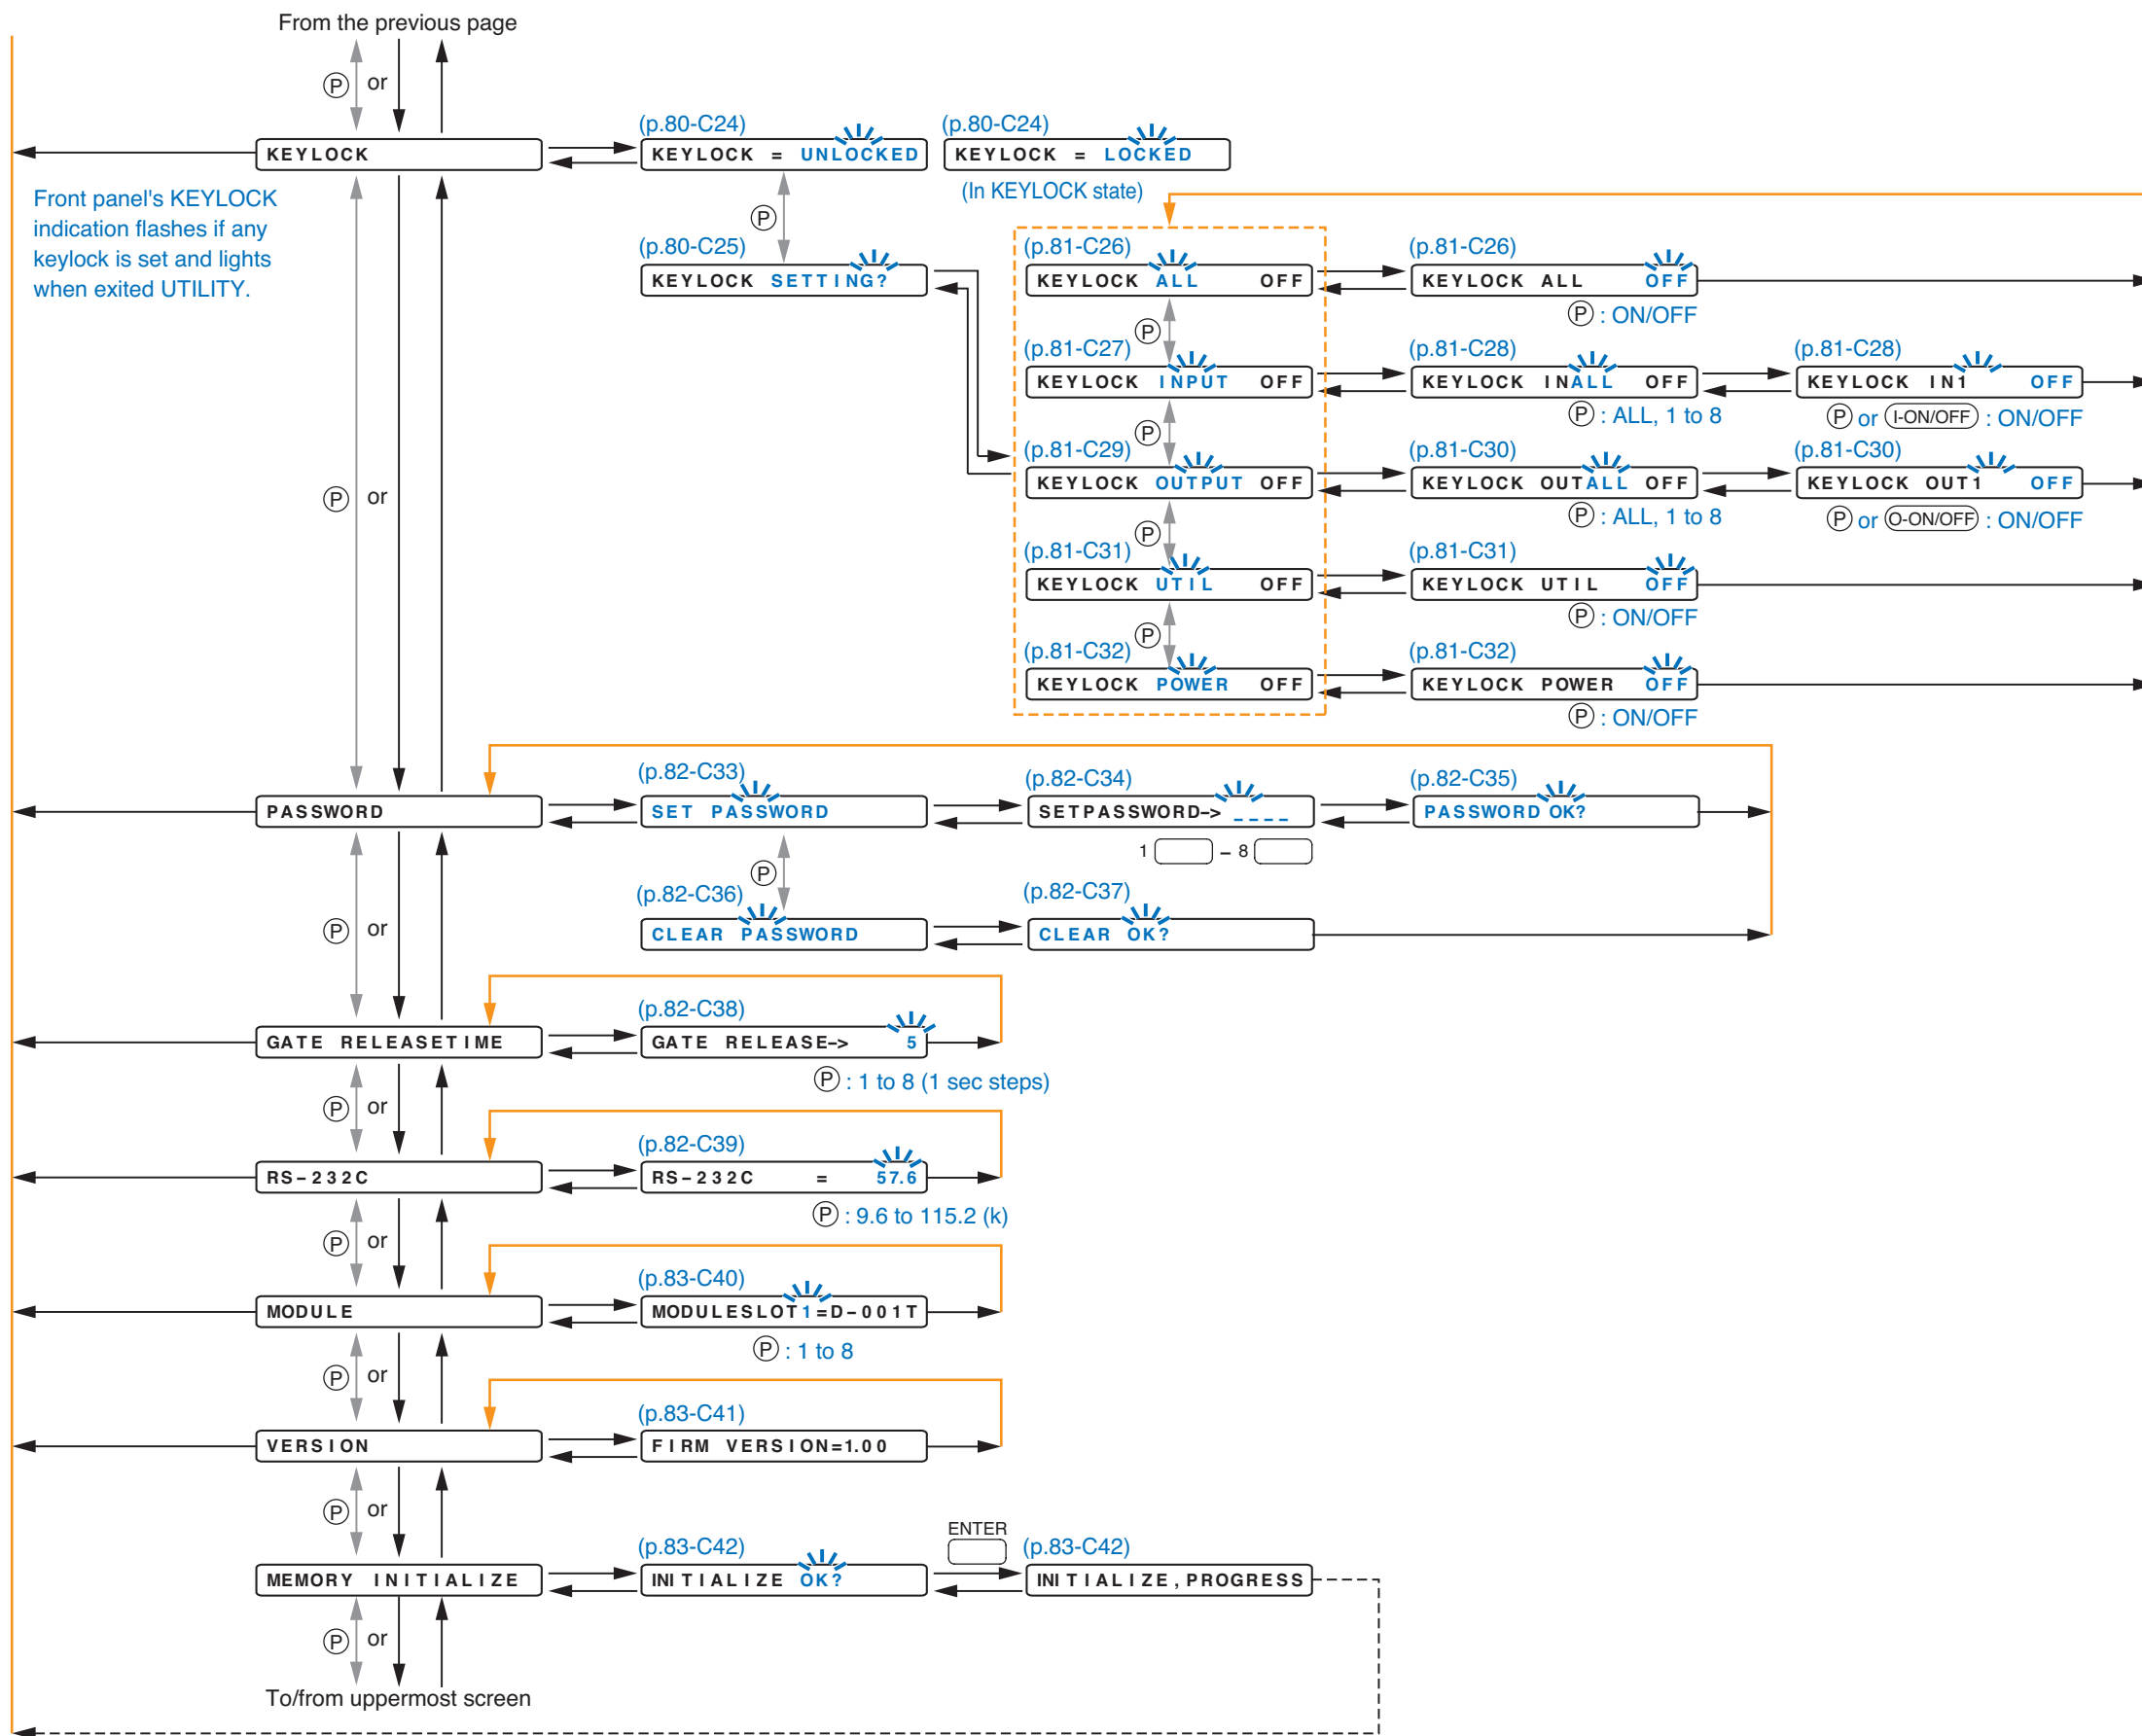 From the previous page
P or
(p.80-C24) (p.80-C24)
KEYLOCK KEYLOCK = UNLOCKED KEYLOCK = LOCKED
(In KEYLOCK state)
Front panel's KEYLOCK
indication flashes if any
keylock is set and lights
when exited UTILITY.
P
(p.80-C25) (p.81-C26) (p.81-C26)
KEYLOCK SETTING? KEYLOCK ALL OFF KEYLOCK ALL OFF
P : ON/OFF
P
(p.81-C27) (p.81-C28) (p.81-C28)
KEYLOCK INPUT OFF KEYLOCK INALL OFF KEYLOCK IN1 OFF
P : ALL, 1 to 8 P or I-ON/OFF : ON/OFF
P
(p.81-C29) (p.81-C30) (p.81-C30)
KEYLOCK OUTPUT OFF KEYLOCK OUTALL OFF KEYLOCK OUT1 OFF
P or
P : ALL, 1 to 8 P or O-ON/OFF : ON/OFF
P
(p.81-C31) (p.81-C31)
KEYLOCK UTIL OFF KEYLOCK UTIL OFF
P : ON/OFF
P
(p.81-C32) (p.81-C32)
KEYLOCK POWER OFF KEYLOCK POWER OFF
P : ON/OFF
(p.82-C33) (p.82-C34) (p.82-C35)
PASSWORD SET PASSWORD SETPASSWORD–> _ _ _ _ PASSWORD OK?
1 – 8
P
(p.82-C36) (p.82-C37)
P or
CLEAR PASSWORD CLEAR OK?
(p.82-C38)
GATE RELEASETIME GATE RELEASE–> 5
P : 1 to 8 (1 sec steps)
P or
(p.82-C39)
RS–232C RS–232C = 57.6
P : 9.6 to 115.2 (k)
P or
(p.83-C40)
MODULE MODULESLOT1=D–001T
P : 1 to 8
P or
(p.83-C41)
VERSION FIRM VERSION=1.00
P or
ENTER
(p.83-C42) (p.83-C42)
MEMORY INITIALIZE INITIALIZE OK? INITIALIZE,PROGRESS
P or
To/from uppermost screen